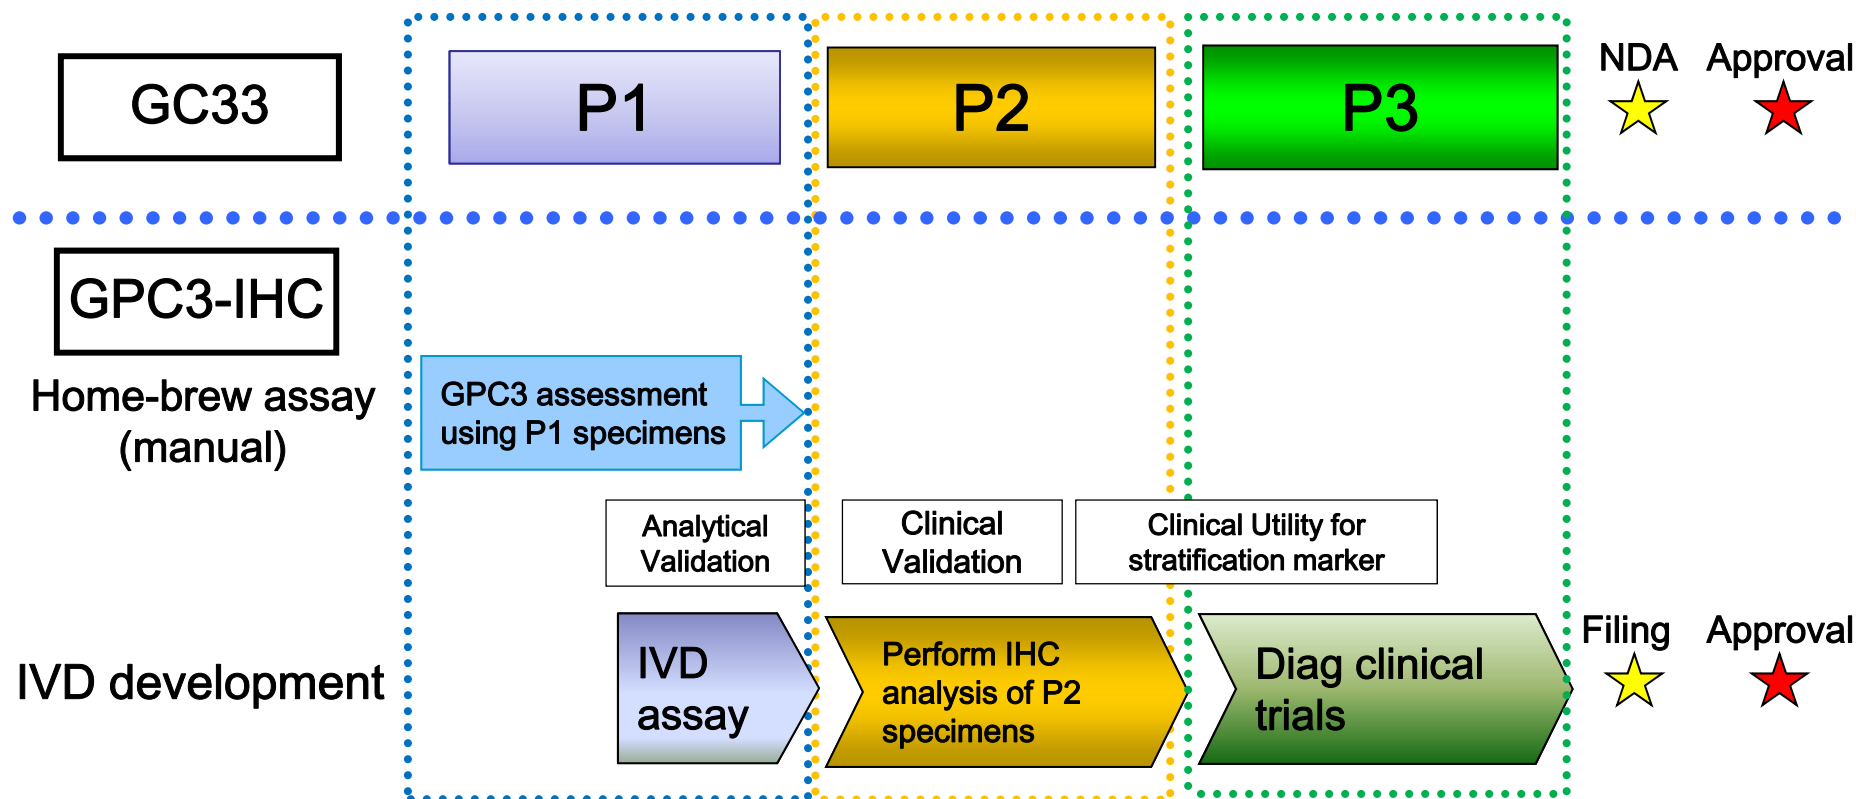 GC33
P1
P2
P3
NDA
Approval
GPC3-IHC
Home-brew assay
(manual)
GPC3 assessment
using P1 specimens
Analytical
Validation
Clinical
Validation
Clinical Utility for
stratification marker
IVD development
IVD
assay
Perform IHC
analysis of P2
specimens
Diag clinical
trials
Filing
Approval